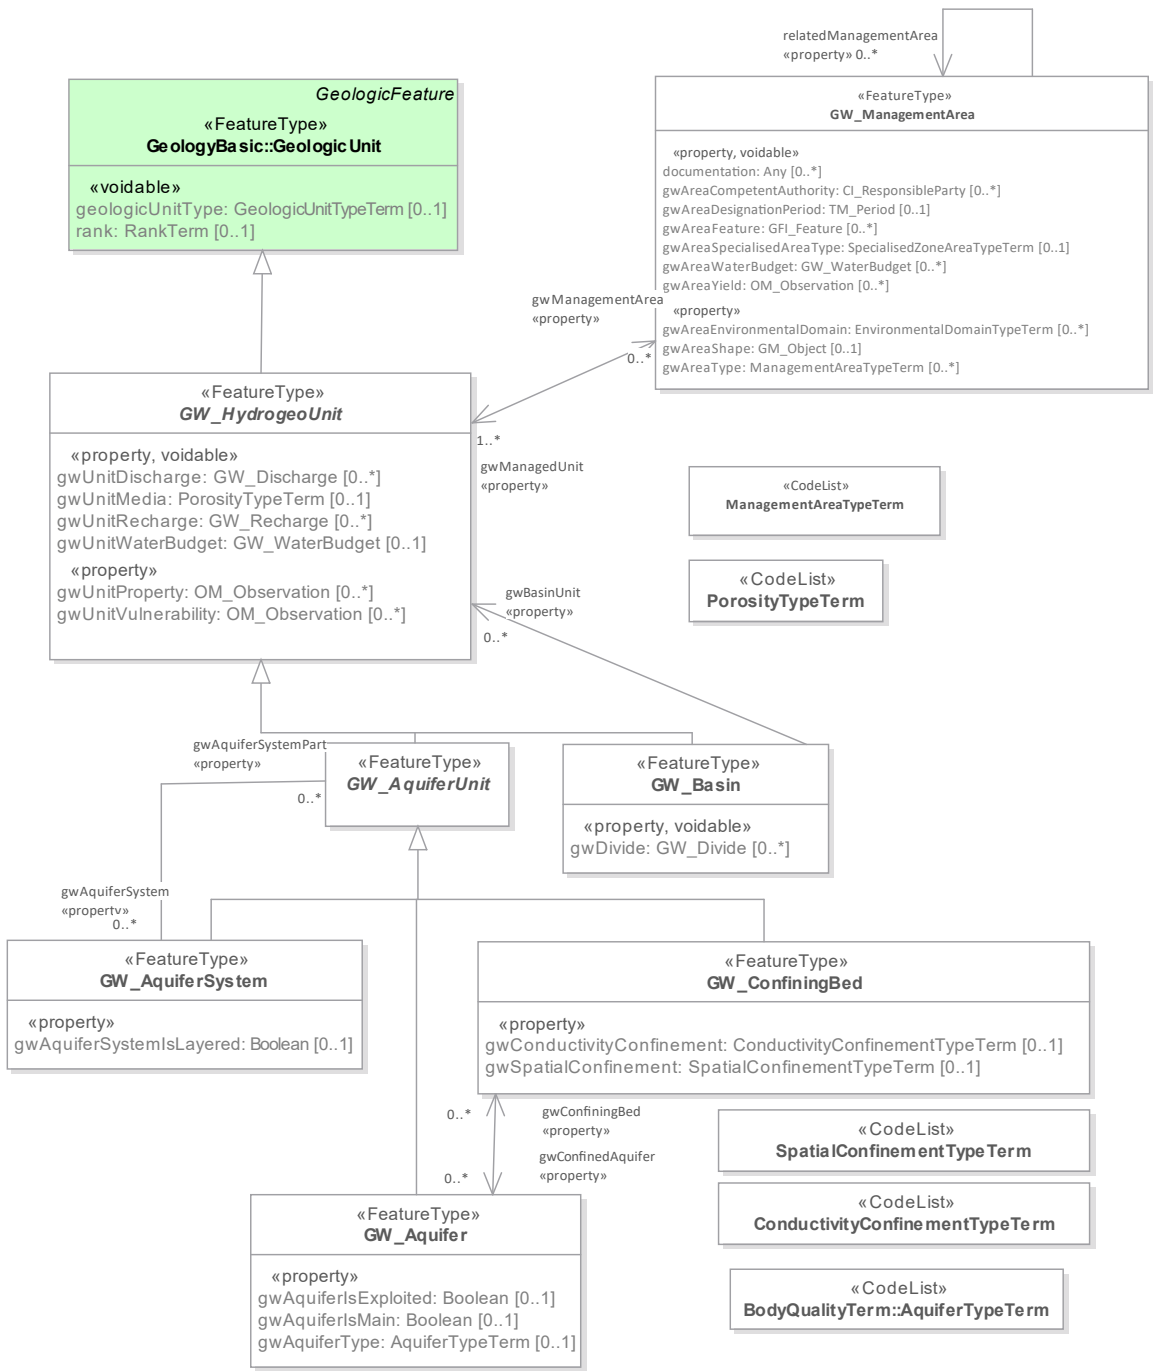 relatedManagementArea
«property» 0..*
GeologicFeature
«FeatureType»
GeologyBasic::GeologicUnit
«voidable»
geologicUnitType: GeologicUnitTypeTerm [0..1]
rank: RankTerm [0..1]
«FeatureType»
GW_ManagementArea
«property, voidable»
documentation: Any [0..*]
gwAreaCompetentAuthority: CI_ResponsibleParty [0..*]
gwAreaDesignationPeriod: TM_Period [0..1]
gwAreaFeature: GFI_Feature [0..*]
gwAreaSpecialisedAreaType: SpecialisedZoneAreaTypeTerm [0..1]
gwAreaWaterBudget: GW_WaterBudget [0..*]
gwAreaYield: OM_Observation [0..*]
«property»
gwAreaEnvironmentalDomain: EnvironmentalDomainTypeTerm [0..*]
gwAreaShape: GM_Object [0..1]
gwAreaType: ManagementAreaTypeTerm [0..*]
gwManagementArea
«property»
0..*
«FeatureType»
GW_HydrogeoUnit
«property, voidable»
gwUnitDischarge: GW_Discharge [0..*]
gwUnitMedia: PorosityTypeTerm [0..1]
gwUnitRecharge: GW_Recharge [0..*]
gwUnitWaterBudget: GW_WaterBudget [0..1]
«property»
gwUnitProperty: OM_Observation [0..*]
gwUnitVulnerability: OM_Observation [0..*]
1..*
gwManagedUnit
«property»
«CodeList»
ManagementAreaTypeTerm
«CodeList»
PorosityTypeTerm
gwBasinUnit
«property»
0..*
gwAquiferSystemPart
«property»
0..*
«FeatureType»
GW_AquiferUnit
«FeatureType»
GW_Basin
«property, voidable»
gwDivide: GW_Divide [0..*]
gwAquiferSystem
«property»
0..*
«FeatureType»
GW_AquiferSystem
«property»
gwAquiferSystemIsLayered: Boolean [0..1]
«FeatureType»
GW_ConfiningBed
«property»
gwConductivityConfinement: ConductivityConfinementTypeTerm [0..1]
gwSpatialConfinement: SpatialConfinementTypeTerm [0..1]
0..*
gwConfiningBed
«property»
gwConfinedAquifer
«property»
0..*
«CodeList»
SpatialConfinementTypeTerm
«CodeList»
ConductivityConfinementTypeTerm
«CodeList»
BodyQualityTerm::AquiferTypeTerm
«FeatureType»
GW_Aquifer
«property»
gwAquiferIsExploited: Boolean [0..1]
gwAquiferIsMain: Boolean [0..1]
gwAquiferType: AquiferTypeTerm [0..1]